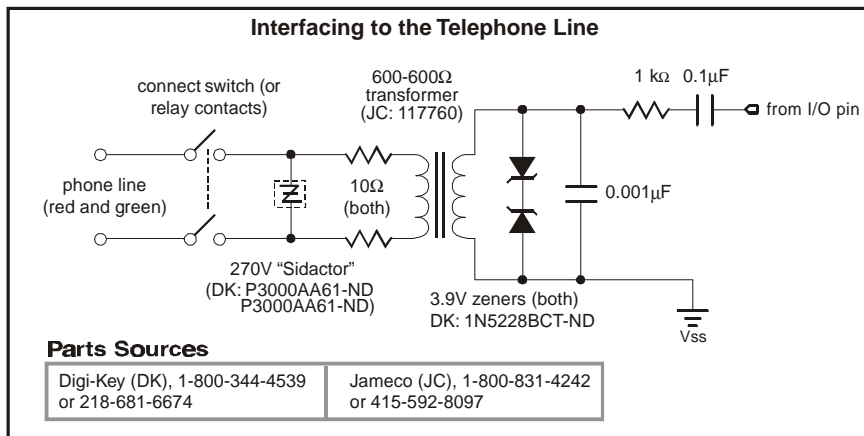 Interfacing to the Telephone Line
connect switch (or
relay contacts)
600-600Ω
transformer
(JC: 117760)
1 kΩ
0.1µF
from I/O pin
phone line
(red and green)
10Ω
(both)
0.001µF
270V “Sidactor”
(DK: P3000AA61-ND
P3000AA61-ND)
3.9V zeners (both)
DK: 1N5228BCT-ND
Vss
Parts Sources
Digi-Key (DK), 1-800-344-4539
or 218-681-6674
Jameco (JC), 1-800-831-4242
or 415-592-8097